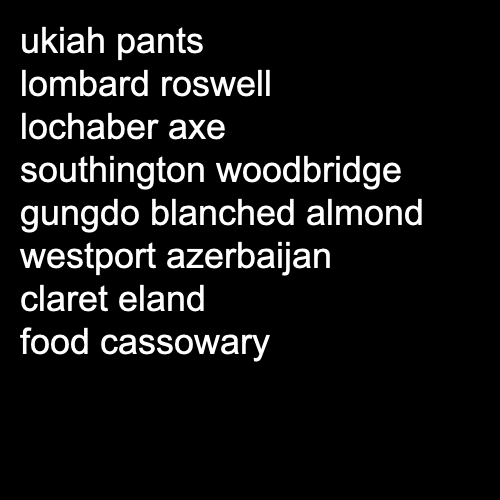 ukiah pants
lombard roswell
lochaber axe
southington woodbridge
gungdo blanched almond
westport azerbaijan
claret eland
food cassowary